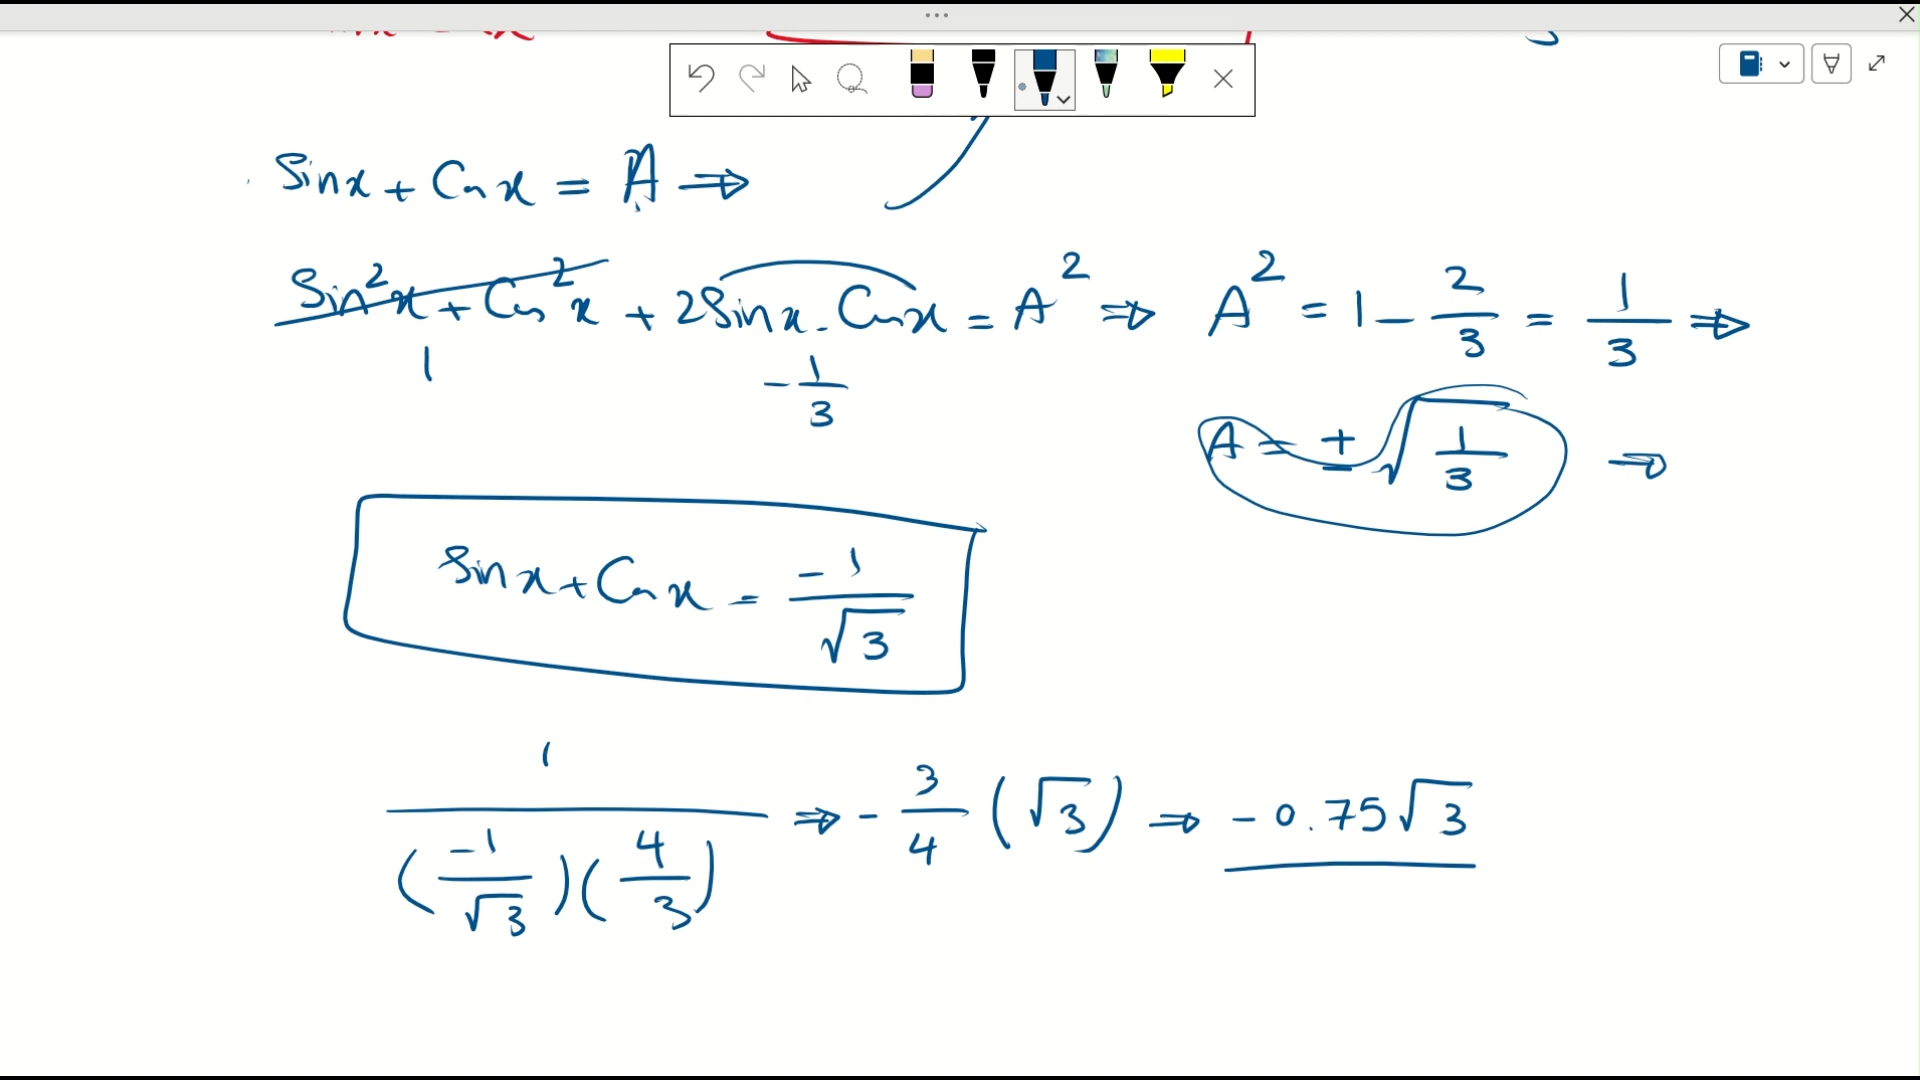 Sinx + Cosx = A ⇒
Sin²x + Cos²x + 2Sinx . Cosx = A² ⇒ A² = 1 - 2/3 = 1/3 ⇒
1
-1/3
A = ± √(1/3) ⇒
Sinx + Cosx = -1/√3
1/((-1/√3)(4/3)) ⇒ - 3/4 (√3) ⇒ - 0.75√3